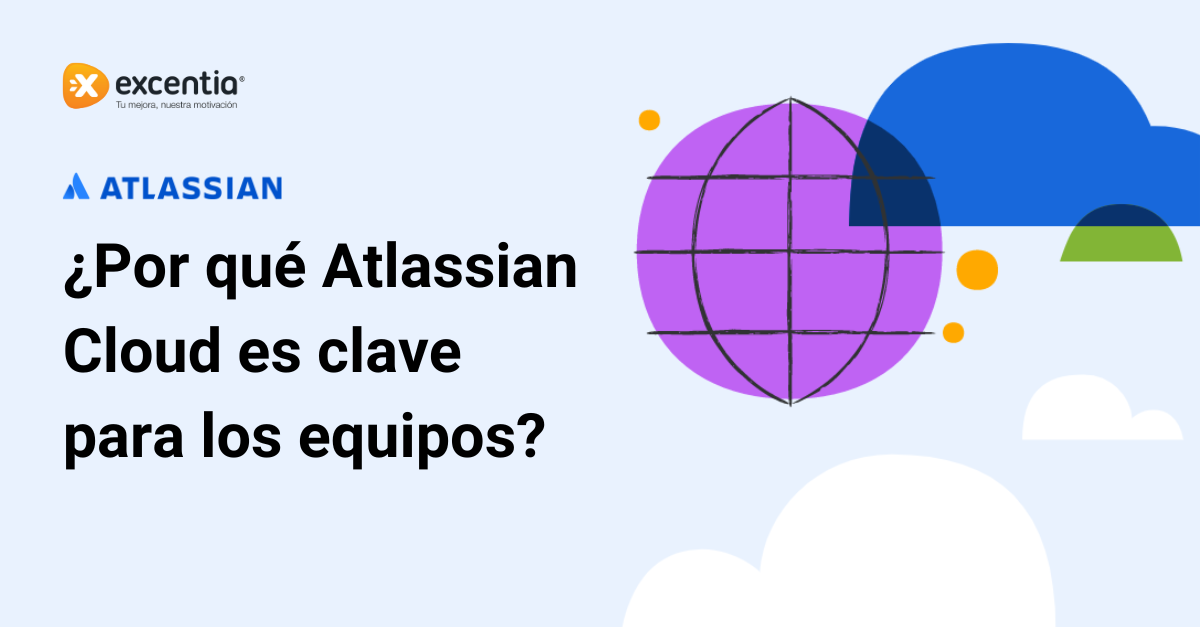 excentia®
Tu mejora, nuestra motivación
ATLASSIAN
¿Por qué Atlassian
Cloud es clave
para los equipos?